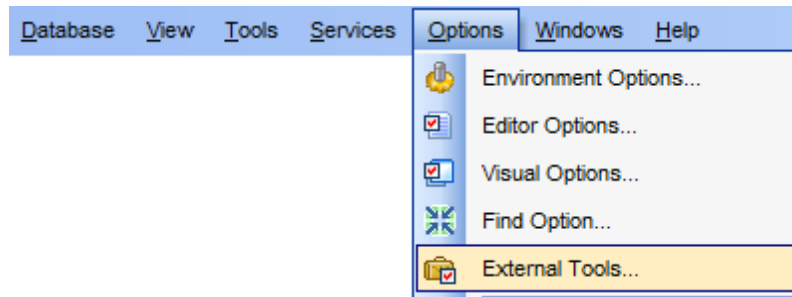 Database View Tools Services Options Windows Help
Environment Options...
Editor Options...
Visual Options...
Find Option...
External Tools...